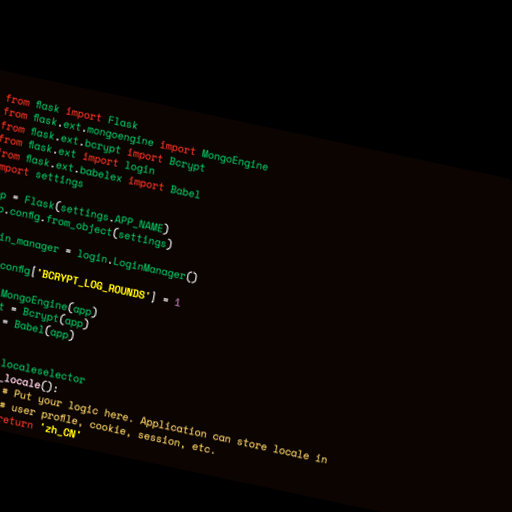 from flask import Flask
from flask.ext.mongoengine import MongoEngine
from flask.ext.bcrypt import Bcrypt
from flask.ext import login
from flask.ext.babelex import Babel
import settings
p = Flask(settings.APP_NAME)
.config.from_object(settings)
in_manager = login.LoginManager()
config['BCRYPT_LOG_ROUNDS'] = 1
MongoEngine(app)
t = Bcrypt(app)
= Babel(app)
localeselector
_locale():
# Put your logic here. Application can store locale in
# user profile, cookie, session, etc.
return 'zh_CN'